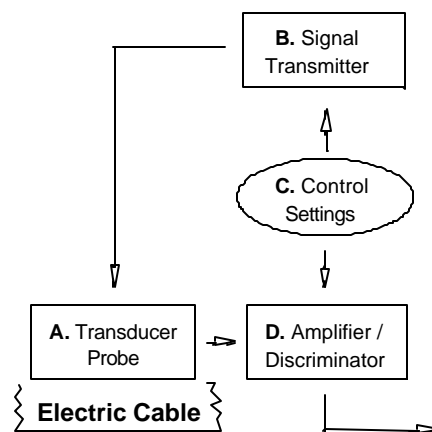 B. Signal
Transmitter
C. Control
Settings
A. Transducer
Probe
D. Amplifier /
Discriminator
Electric Cable